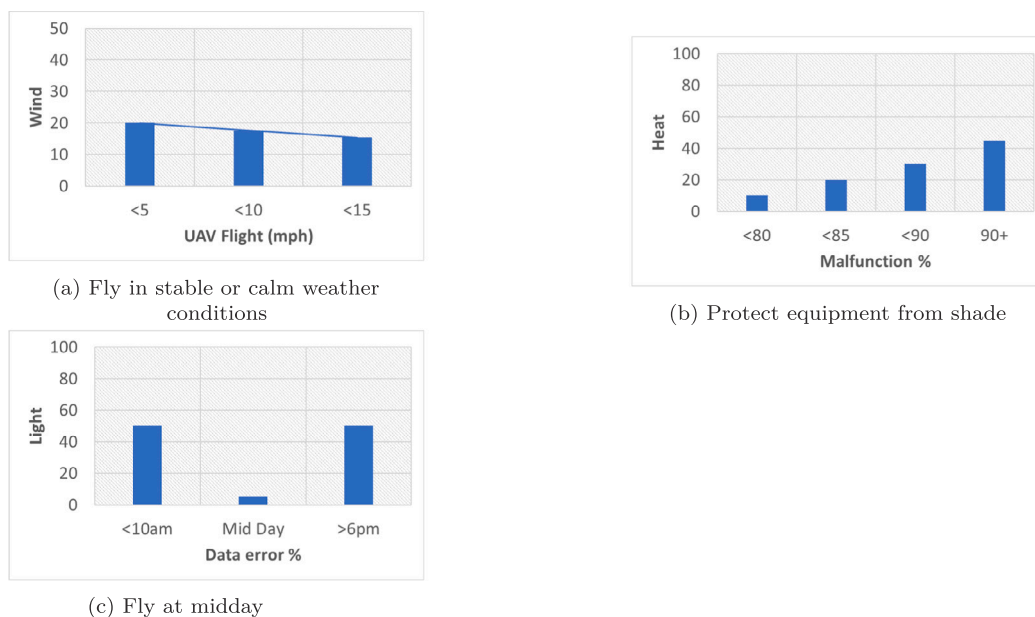 50
40
30
20
10
0
Wind
<5 <10 <15
UAV Flight (mph)
(a) Fly in stable or calm weather
conditions
100
80
60
40
20
0
Heat
<80 <85 <90 90+
Malfunction %
(b) Protect equipment from shade
100
80
60
40
20
0
Light
<10am Mid Day >6pm
Data error %
(c) Fly at midday